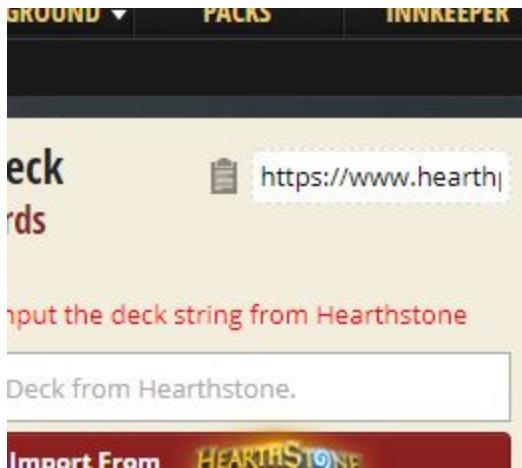 GROUND PACKS INNKEEPER
eck
https://www.hearthp
rds
nput the deck string from Hearthstone
Deck from Hearthstone.
Import From HEARTHSTONE